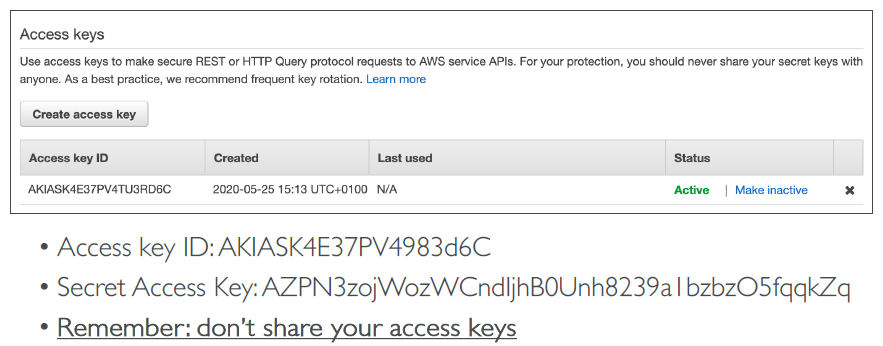 Access keys
Use access keys to make secure REST or HTTP Query protocol requests to AWS service APIs. For your protection, you should never share your secret keys with
anyone. As a best practice, we recommend frequent key rotation. Learn more
Create access key
Access key ID Created Last used Status
AKIASK4E37PV4TU3RD6C 2020-05-25 15:13 UTC+0100 N/A Active | Make inactive ✖
• Access key ID: AKIASK4E37PV4983d6C
• Secret Access Key: AZPN3zojWozWCndIjhB0Unh8239a1bzbzO5fqqkZq
• Remember: don’t share your access keys